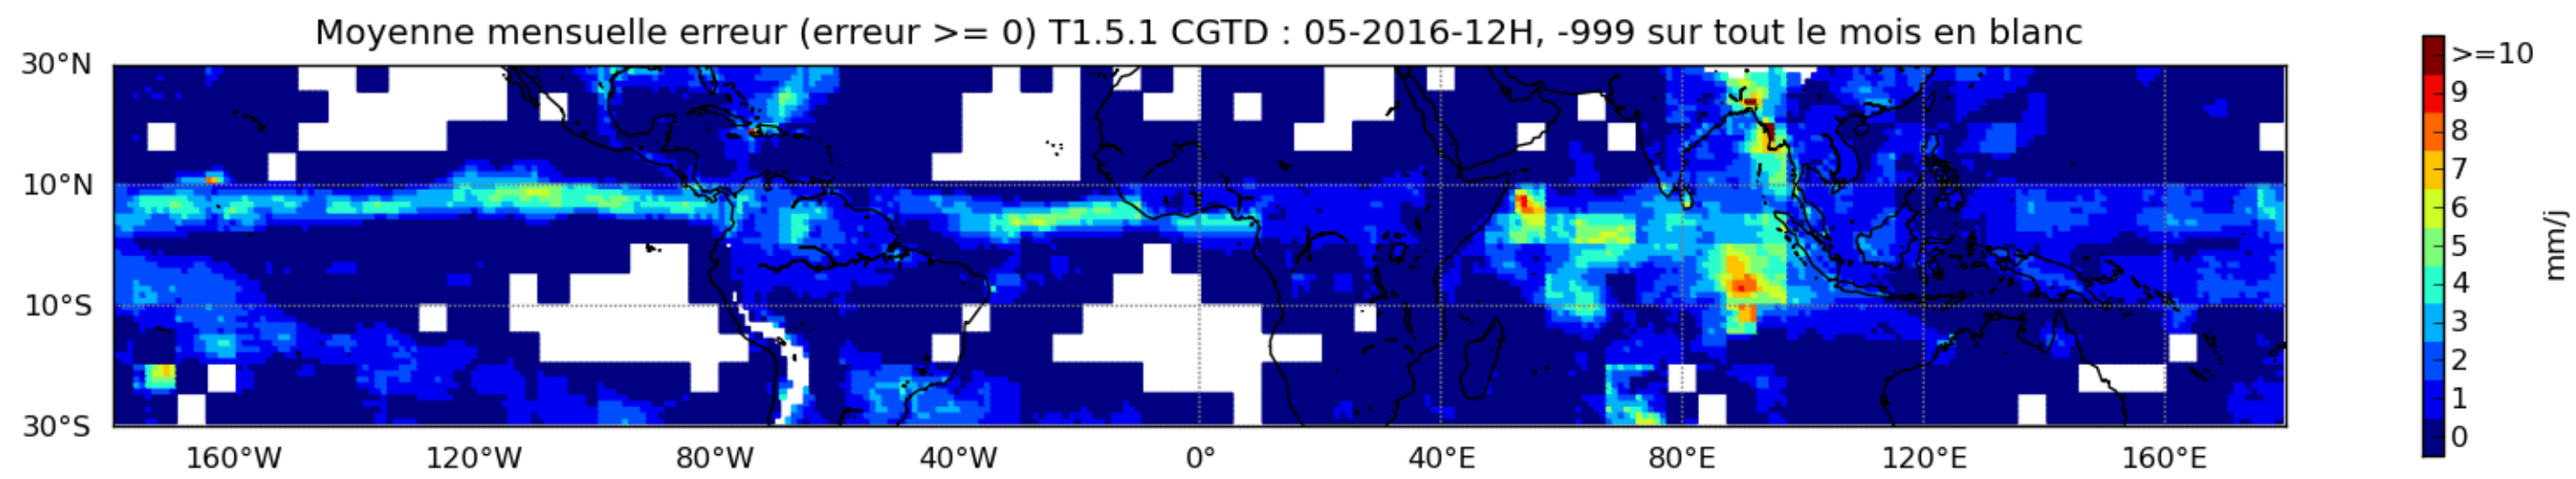 Moyenne mensuelle erreur (erreur >= 0) T1.5.1 CGTD : 05-2016-12H, -999 sur tout le mois en blanc
30°N
10°N
10°S
30°S
160°W 120°W 80°W 40°W 0° 40°E 80°E 120°E 160°E
>=10
9
8
7
6
5
4
3
2
1
0
mm/j